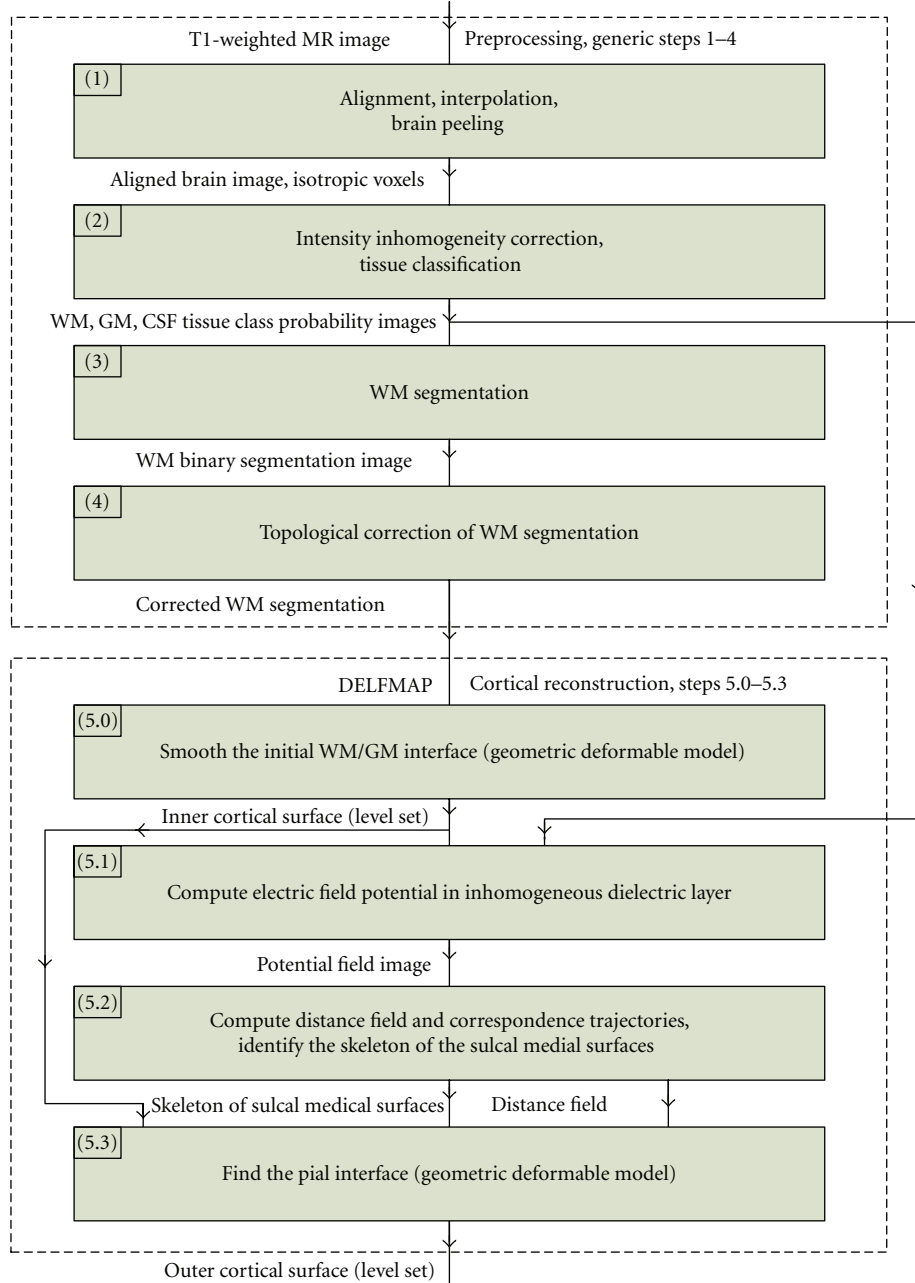 T1-weighted MR image
Preprocessing, generic steps 1–4
(1)
Alignment, interpolation,
brain peeling
Aligned brain image, isotropic voxels
(2)
Intensity inhomogeneity correction,
tissue classification
WM, GM, CSF tissue class probability images
(3)
WM segmentation
WM binary segmentation image
(4)
Topological correction of WM segmentation
Corrected WM segmentation
DELFMAP
Cortical reconstruction, steps 5.0–5.3
(5.0)
Smooth the initial WM/GM interface (geometric deformable model)
Inner cortical surface (level set)
(5.1)
Compute electric field potential in inhomogeneous dielectric layer
Potential field image
(5.2)
Compute distance field and correspondence trajectories,
identify the skeleton of the sulcal medial surfaces
Skeleton of sulcal medical surfaces
Distance field
(5.3)
Find the pial interface (geometric deformable model)
Outer cortical surface (level set)